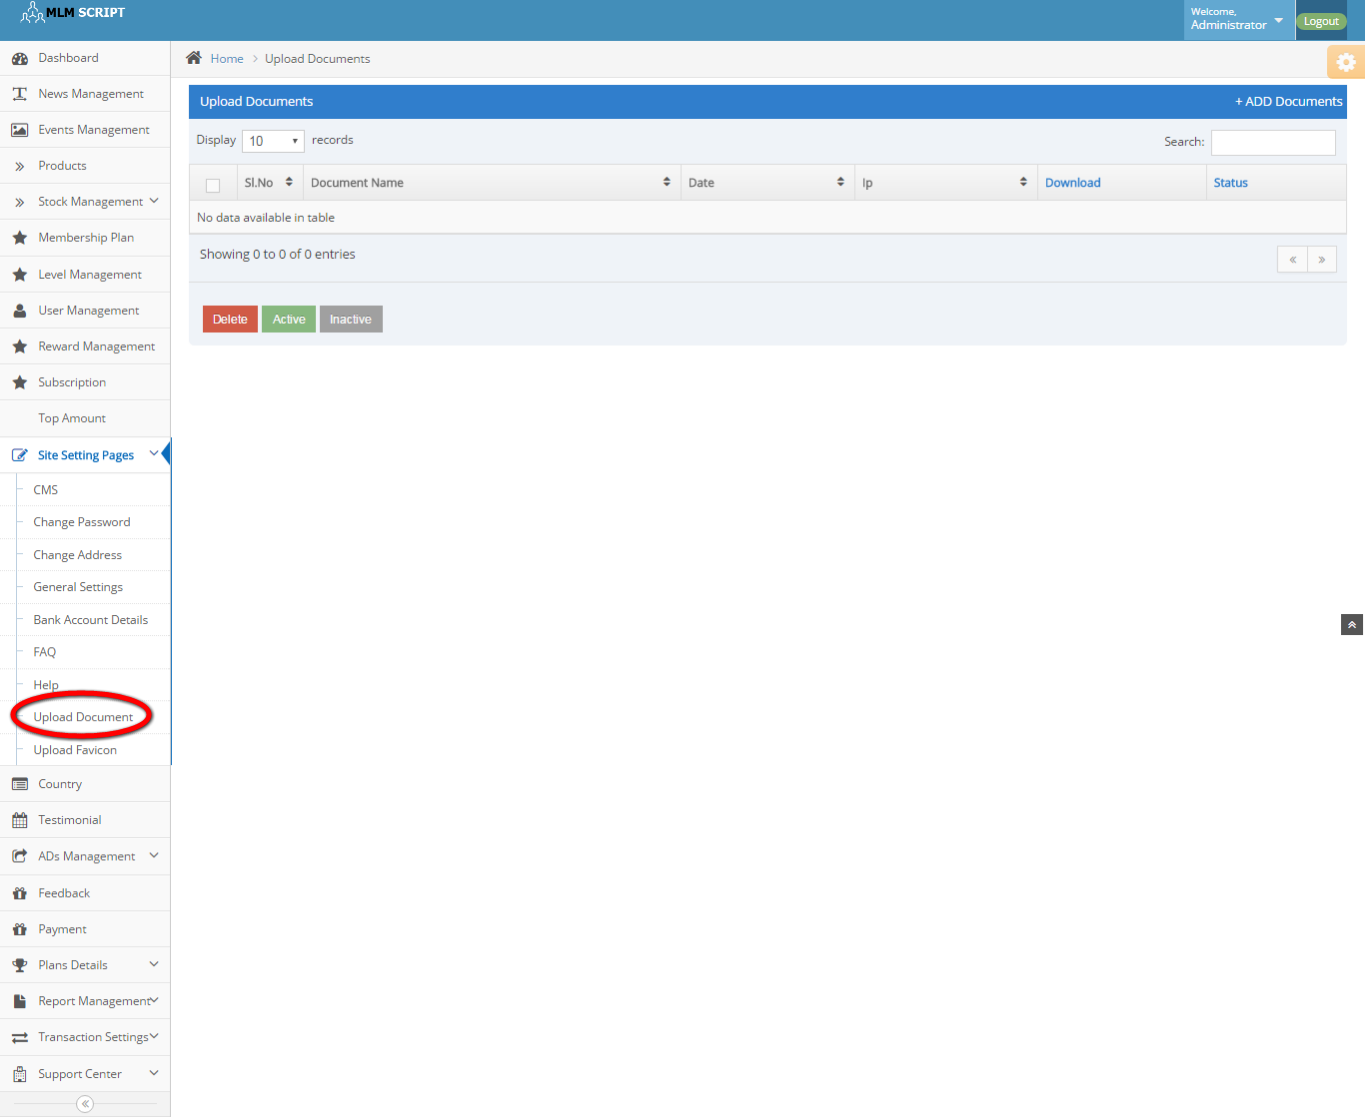 MLM SCRIPT
Welcome,
Administrator
Logout
Dashboard
News Management
Events Management
Products
Stock Management
Membership Plan
Level Management
User Management
Reward Management
Subscription
Top Amount
Site Setting Pages
CMS
Change Password
Change Address
General Settings
Bank Account Details
FAQ
Help
Upload Document
Upload Favicon
Country
Testimonial
ADs Management
Feedback
Payment
Plans Details
Report Management
Transaction Settings
Support Center
Home > Upload Documents
Upload Documents + ADD Documents
Display 10 records Search:
Sl.No Document Name Date Ip Download Status
No data available in table
Showing 0 to 0 of 0 entries
« »
Delete Active Inactive